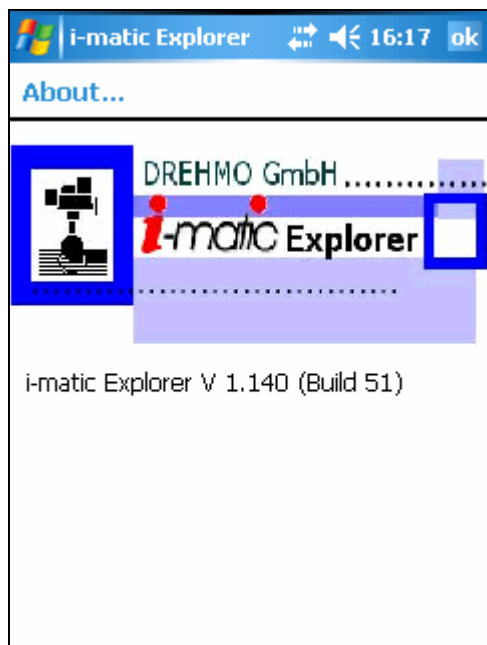 i-matic Explorer 16:17 ok
About...
DREHMO GmbH
i-matic Explorer
i-matic Explorer V 1.140 (Build 51)